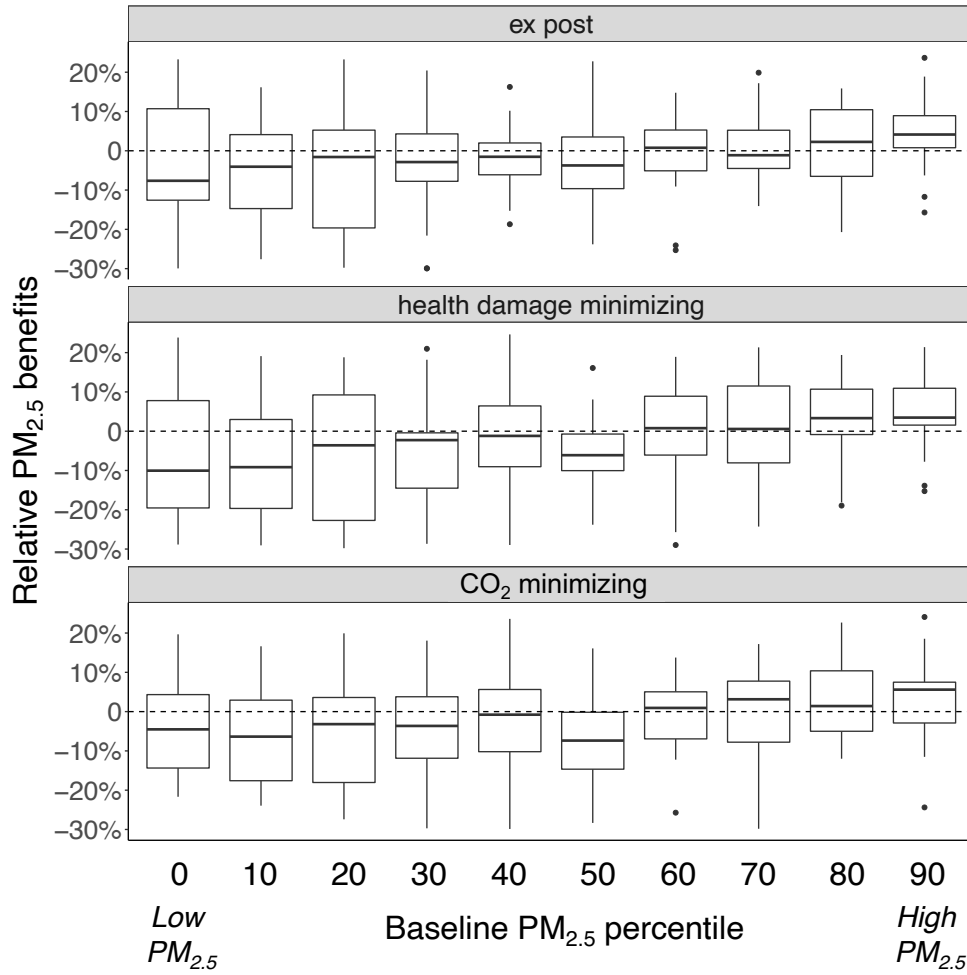 ex post
20%
10%
0
−10%
−20%
−30%
health damage minimizing
20%
10%
0
−10%
−20%
−30%
Relative PM2.5 benefits
CO2 minimizing
20%
10%
0
−10%
−20%
−30%
0 10 20 30 40 50 60 70 80 90
Low PM2.5
Baseline PM2.5 percentile
High PM2.5